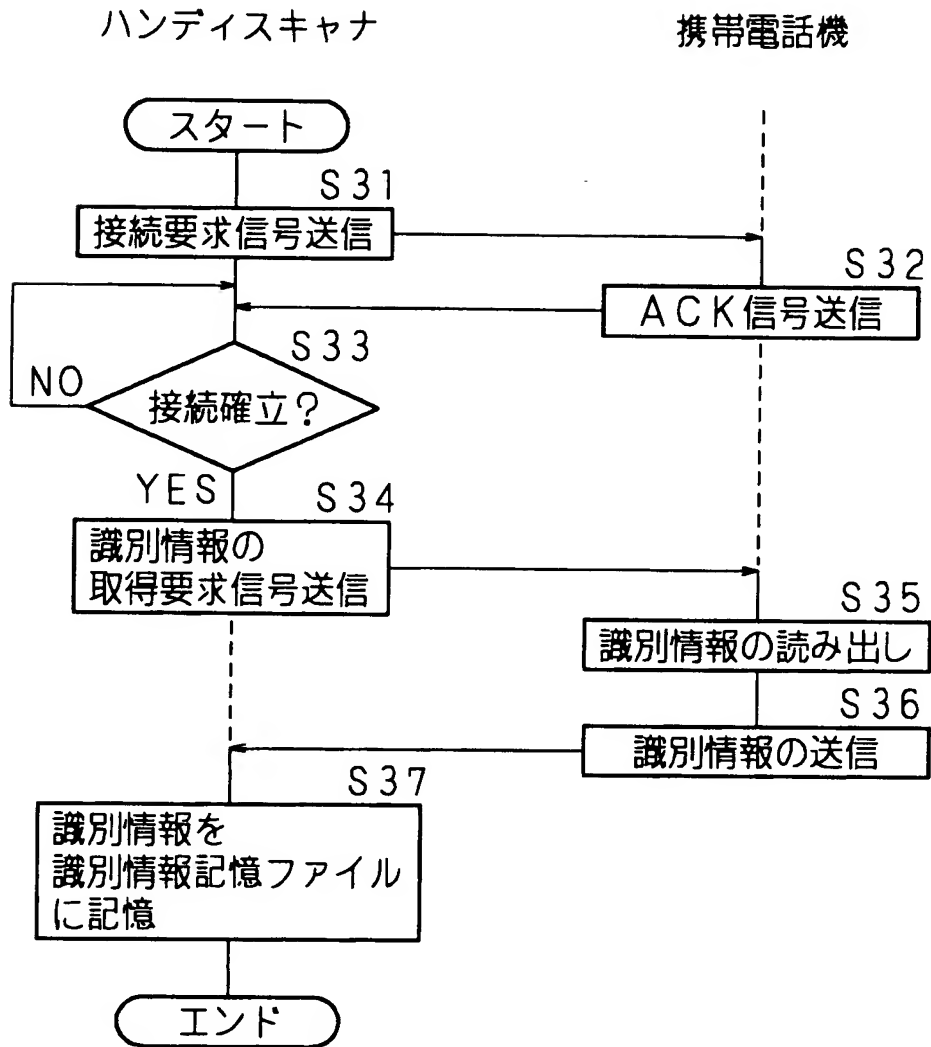 ハンディスキャナ
携帯電話機
スタート
S31
接続要求信号送信
S32
ACK信号送信
S33
NO
接続確立?
YES
S34
識別情報の
取得要求信号送信
S35
識別情報の読み出し
S36
識別情報の送信
S37
識別情報を
識別情報記憶ファイル
に記憶
エンド